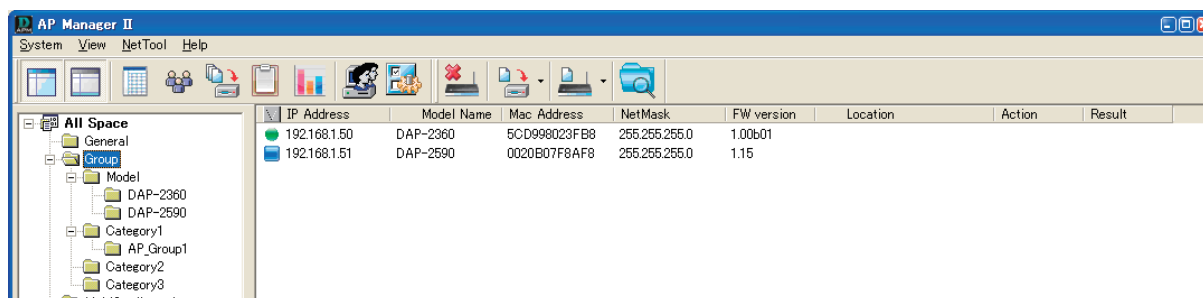 AP Manager II
System View NetTool Help
All Space
General
Group
Model
DAP-2360
DAP-2590
Category1
AP_Group1
Category2
Category3
IP Address Model Name Mac Address NetMask FW version Location Action Result
192.168.1.50 DAP-2360 5CD998023FB8 255.255.255.0 1.00b01
192.168.1.51 DAP-2590 0020B07F8AF8 255.255.255.0 1.15